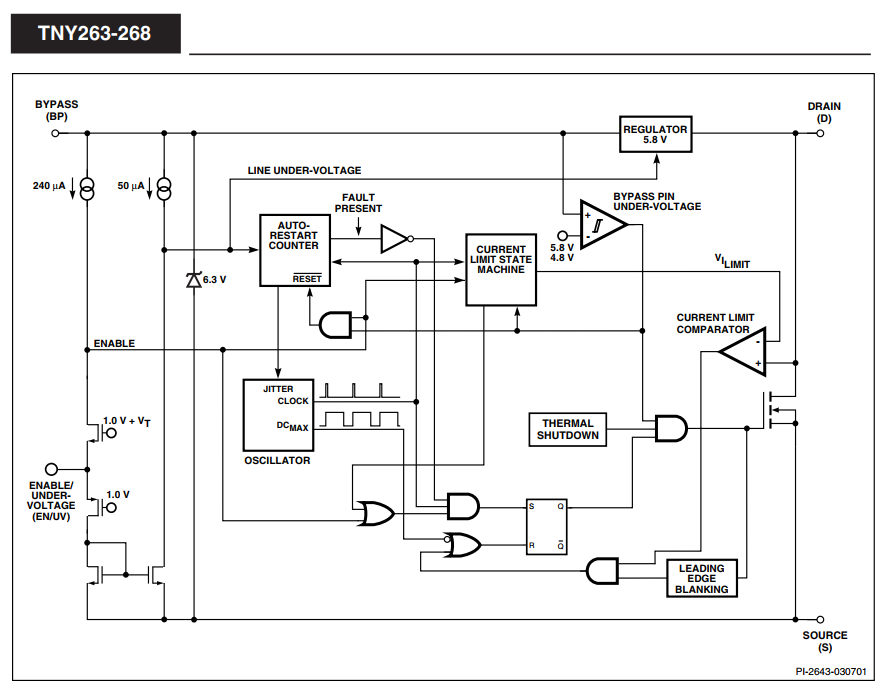 TNY263-268
BYPASS
(BP)
DRAIN
(D)
REGULATOR
5.8 V
LINE UNDER-VOLTAGE
240 µA
50 µA
FAULT
PRESENT
BYPASS PIN
UNDER-VOLTAGE
AUTO-
RESTART
COUNTER
RESET
+
-
5.8 V
4.8 V
CURRENT
LIMIT STATE
MACHINE
VILIMIT
6.3 V
CURRENT LIMIT
COMPARATOR
-
+
ENABLE
JITTER
CLOCK
DCMAX
OSCILLATOR
1.0 V + VT
THERMAL
SHUTDOWN
ENABLE/
UNDER-
VOLTAGE
(EN/UV)
1.0 V
S
Q
R
Q
LEADING
EDGE
BLANKING
SOURCE
(S)
PI-2643-030701